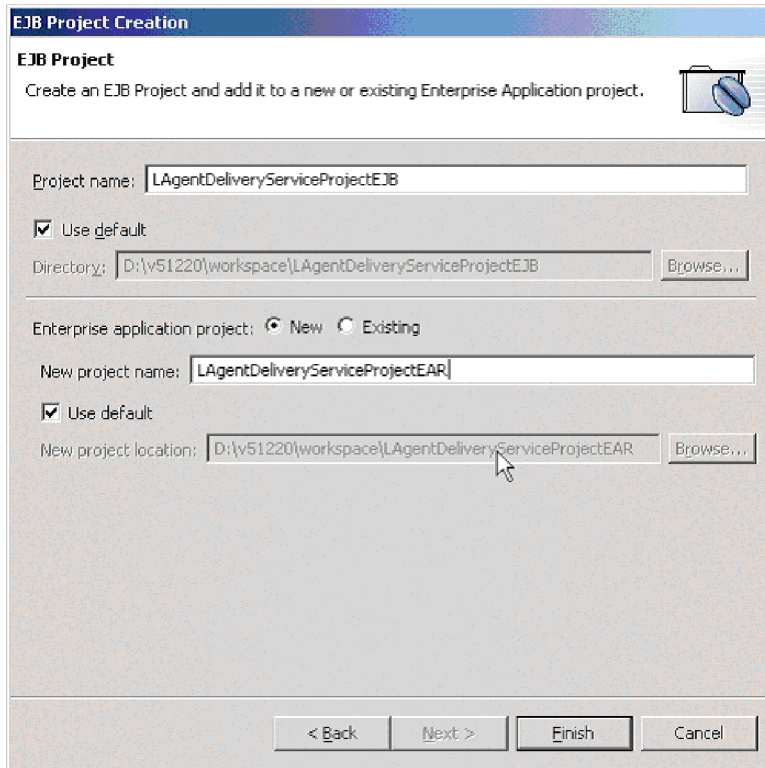 EJB Project Creation
EJB Project
Create an EJB Project and add it to a new or existing Enterprise Application project.
Project name: LAgentDeliveryServiceProjectEJB
Use default
Directory: D:\v51220\workspace\LAgentDeliveryServiceProjectEJB Browse...
Enterprise application project: New Existing
New project name: LAgentDeliveryServiceProjectEAR
Use default
New project location: D:\v51220\workspace\LAgentDeliveryServiceProjectEAR Browse...
< Back Next > Finish Cancel